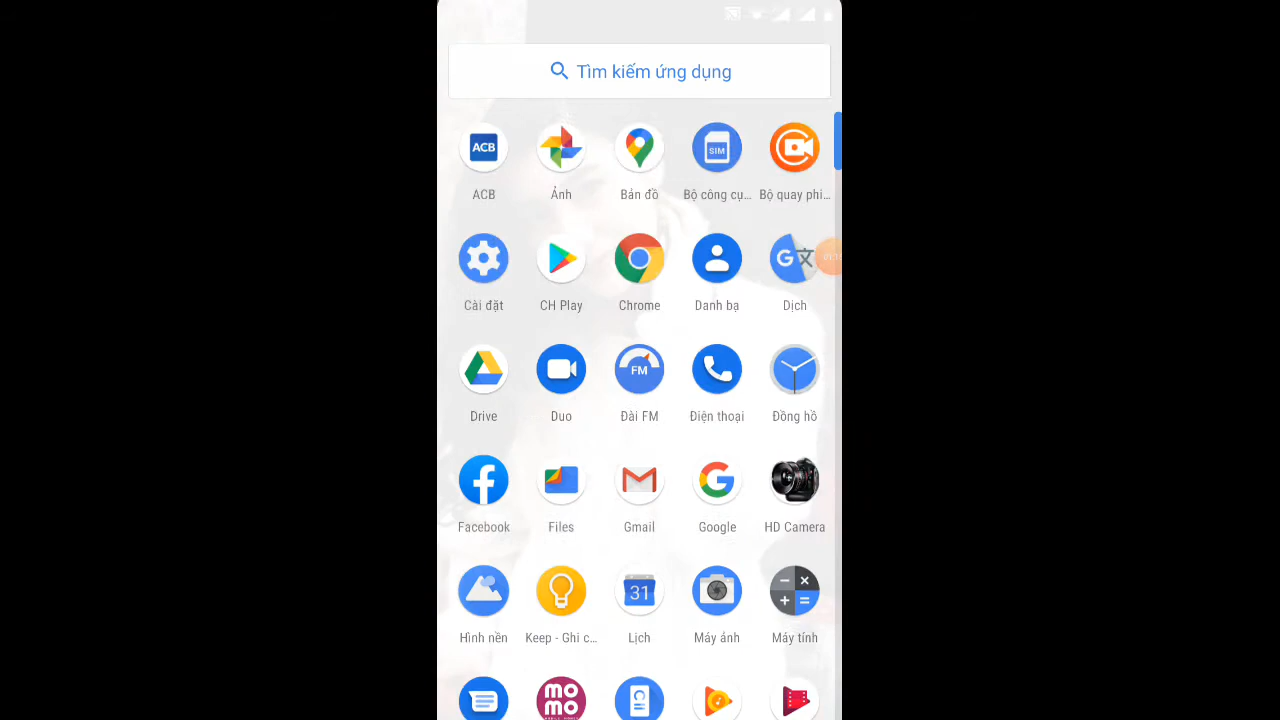 Tìm kiếm ứng dụng
ACB
SIM
ACB
Ảnh
Bản đồ
Bộ công cụ...
Bộ quay phi...
G
Cài đặt
CH Play
Chrome
Danh bạ
Dịch
FM
Drive
Duo
Đài FM
Điện thoại
Đồng hồ
Facebook
Files
Gmail
Google
HD Camera
31
Hình nền
Keep - Ghi c...
Lịch
Máy ảnh
Máy tính
MOMO